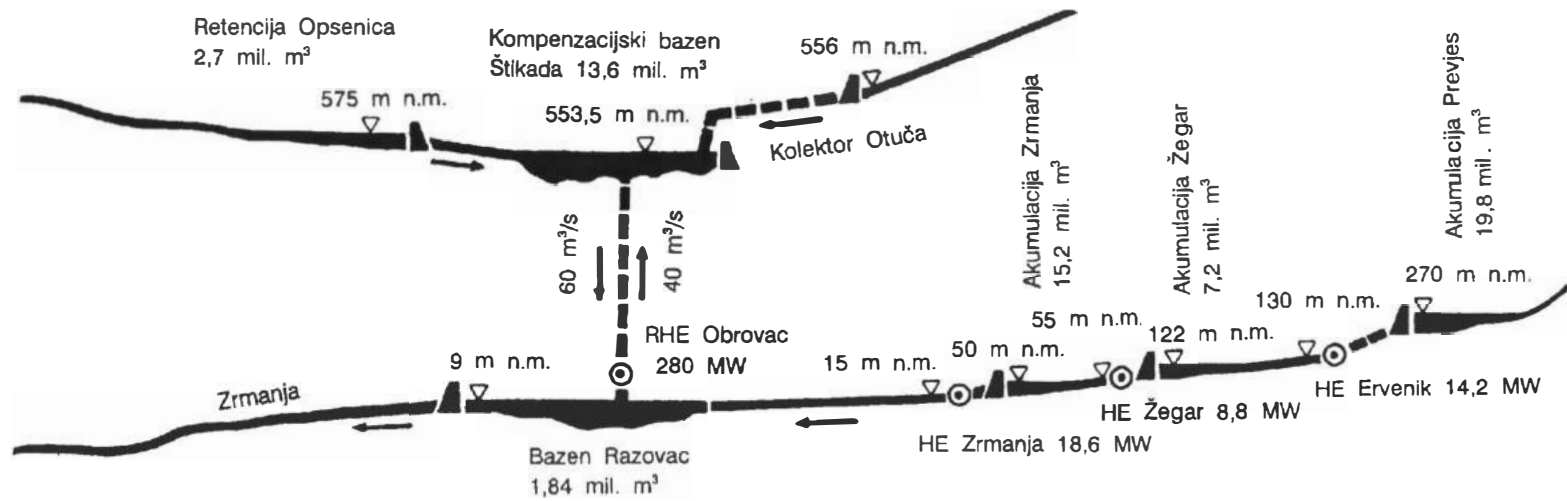 Retencija Opsenica
2,7 mil. m³
Kompenzacijski bazen
Štikada 13,6 mil. m³
556 m n.m.
575 m n.m.
553,5 m n.m.
Kolektor Otuča
Akumulacija Zrmanja
15,2 mil. m³
Akumulacija Žegar
7,2 mil. m³
Akumulacija Prevjes
19,8 mil. m³
60 m³/s
40 m³/s
270 m n.m.
130 m n.m.
55 m n.m.
122 m n.m.
50 m n.m.
15 m n.m.
RHE Obrovac
280 MW
9 m n.m.
Zrmanja
HE Ervenik 14,2 MW
HE Žegar 8,8 MW
HE Zrmanja 18,6 MW
Bazen Razovac
1,84 mil. m³